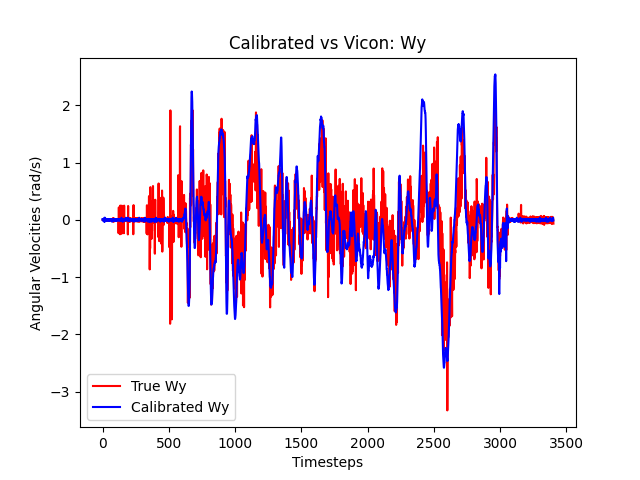 Calibrated vs Vicon: Wy
Angular Velocities (rad/s)
2
1
0
−1
−2
−3
True Wy
Calibrated Wy
0 500 1000 1500 2000 2500 3000 3500
Timesteps